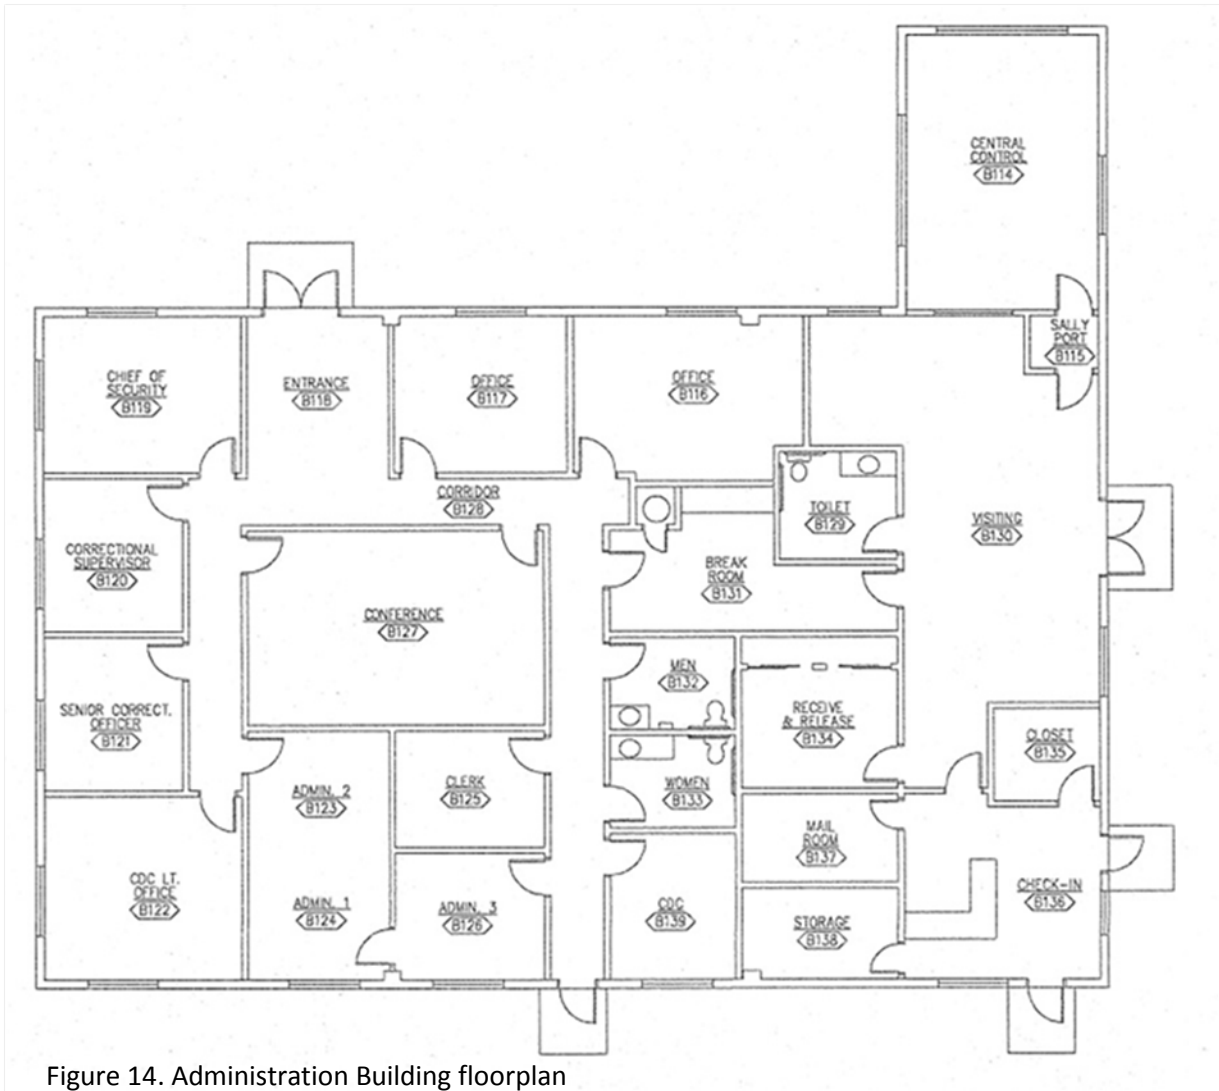 CENTRAL
CONTROL
B114
SALLY
PORT
B115
CHIEF OF
SECURITY
B119
ENTRANCE
B118
OFFICE
B117
OFFICE
B116
CORRIDOR
B128
TOILET
B129
VISITING
B130
CORRECTIONAL
SUPERVISOR
B120
CONFERENCE
B127
BREAK
ROOM
B131
MEN
B132
SENIOR CORRECT.
OFFICER
B121
RECEIVE
& RELEASE
B134
CLOSET
B135
ADMIN. 2
B123
CLERK
B125
WOMEN
B133
MAIL
ROOM
B137
CDC LT.
OFFICE
B122
ADMIN. 1
B124
ADMIN. 3
B126
CDC
B139
STORAGE
B138
CHECK-IN
B136
Figure 14. Administration Building floorplan